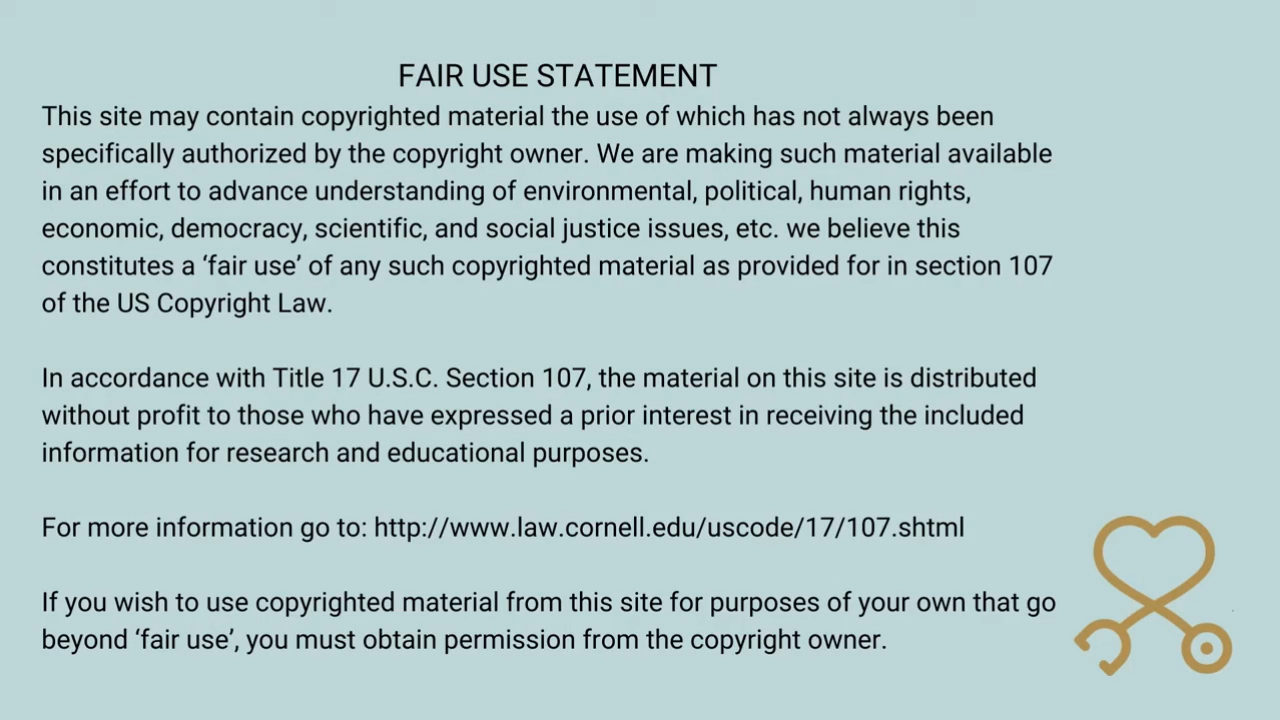 FAIR USE STATEMENT
This site may contain copyrighted material the use of which has not always been
specifically authorized by the copyright owner. We are making such material available
in an effort to advance understanding of environmental, political, human rights,
economic, democracy, scientific, and social justice issues, etc. we believe this
constitutes a ‘fair use’ of any such copyrighted material as provided for in section 107
of the US Copyright Law.
In accordance with Title 17 U.S.C. Section 107, the material on this site is distributed
without profit to those who have expressed a prior interest in receiving the included
information for research and educational purposes.
For more information go to: http://www.law.cornell.edu/uscode/17/107.shtml
If you wish to use copyrighted material from this site for purposes of your own that go
beyond ‘fair use’, you must obtain permission from the copyright owner.